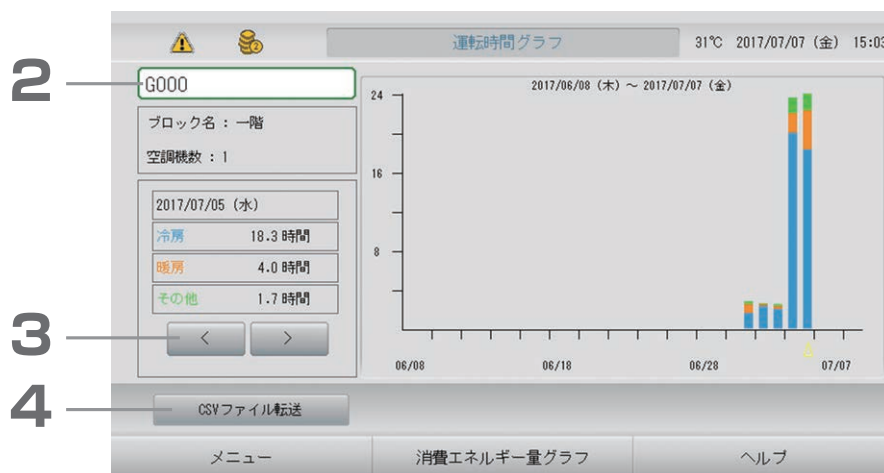 運転時間グラフ
31℃ 2017/07/07 (金) 15:03
2
G000
2017/06/08 (木) ~ 2017/07/07 (金)
ブロック名 : 一階
空調機数 : 1
2017/07/05 (水)
冷房 18.3 時間
暖房 4.0 時間
その他 1.7 時間
3
< >
24
16
8
06/08 06/18 06/28 07/07
4
CSVファイル転送
メニュー 消費エネルギー量グラフ ヘルプ